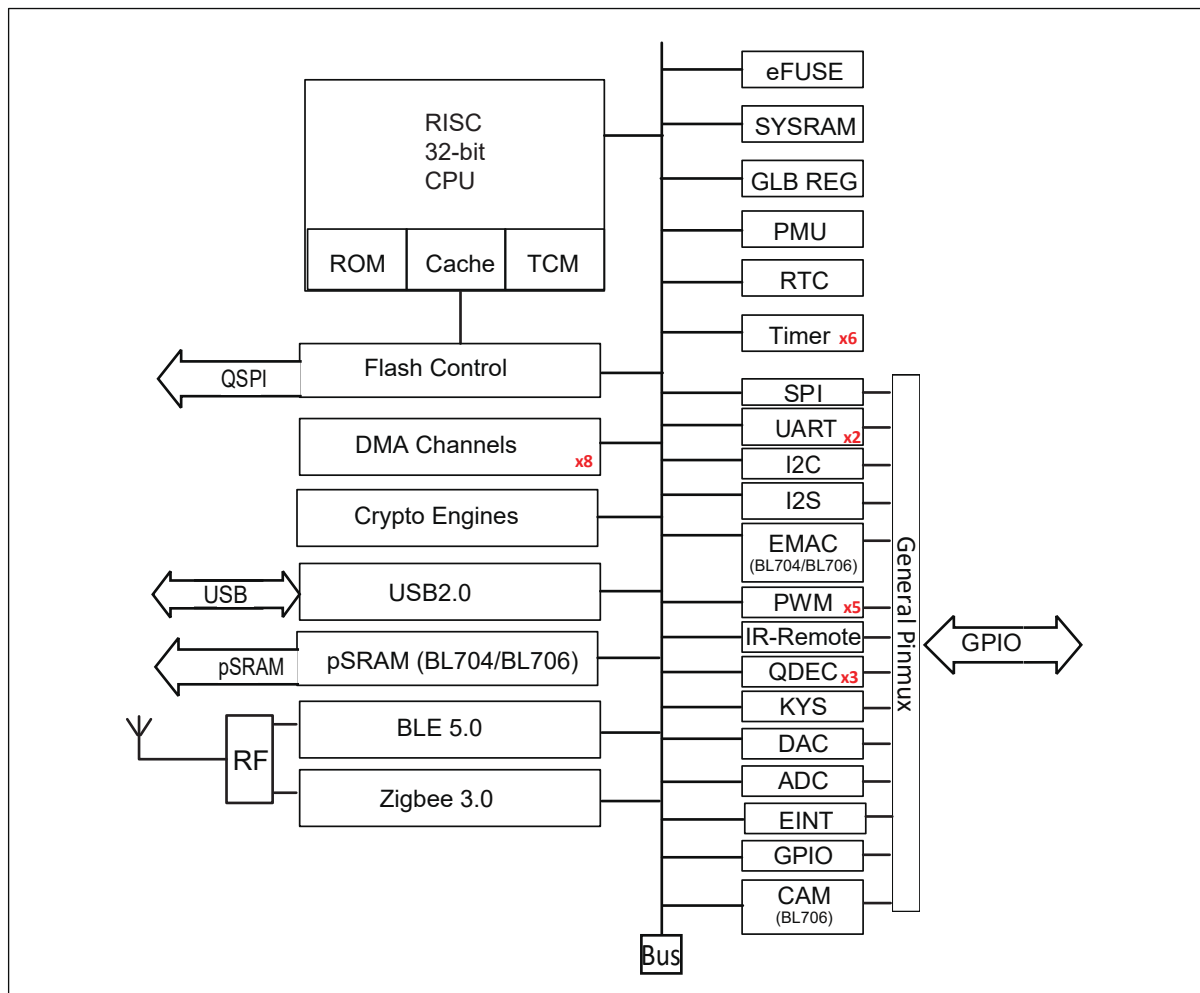 RISC
32-bit
CPU
ROM
Cache
TCM
QSPI
Flash Control
DMA Channels
x8
Crypto Engines
USB
USB2.0
pSRAM
pSRAM (BL704/BL706)
RF
BLE 5.0
Zigbee 3.0
eFUSE
SYSRAM
GLB REG
PMU
RTC
Timer x6
SPI
UART x2
I2C
I2S
EMAC
(BL704/BL706)
PWM x5
IR-Remote
QDEC x3
KYS
DAC
ADC
EINT
GPIO
CAM
(BL706)
General Pinmux
GPIO
Bus